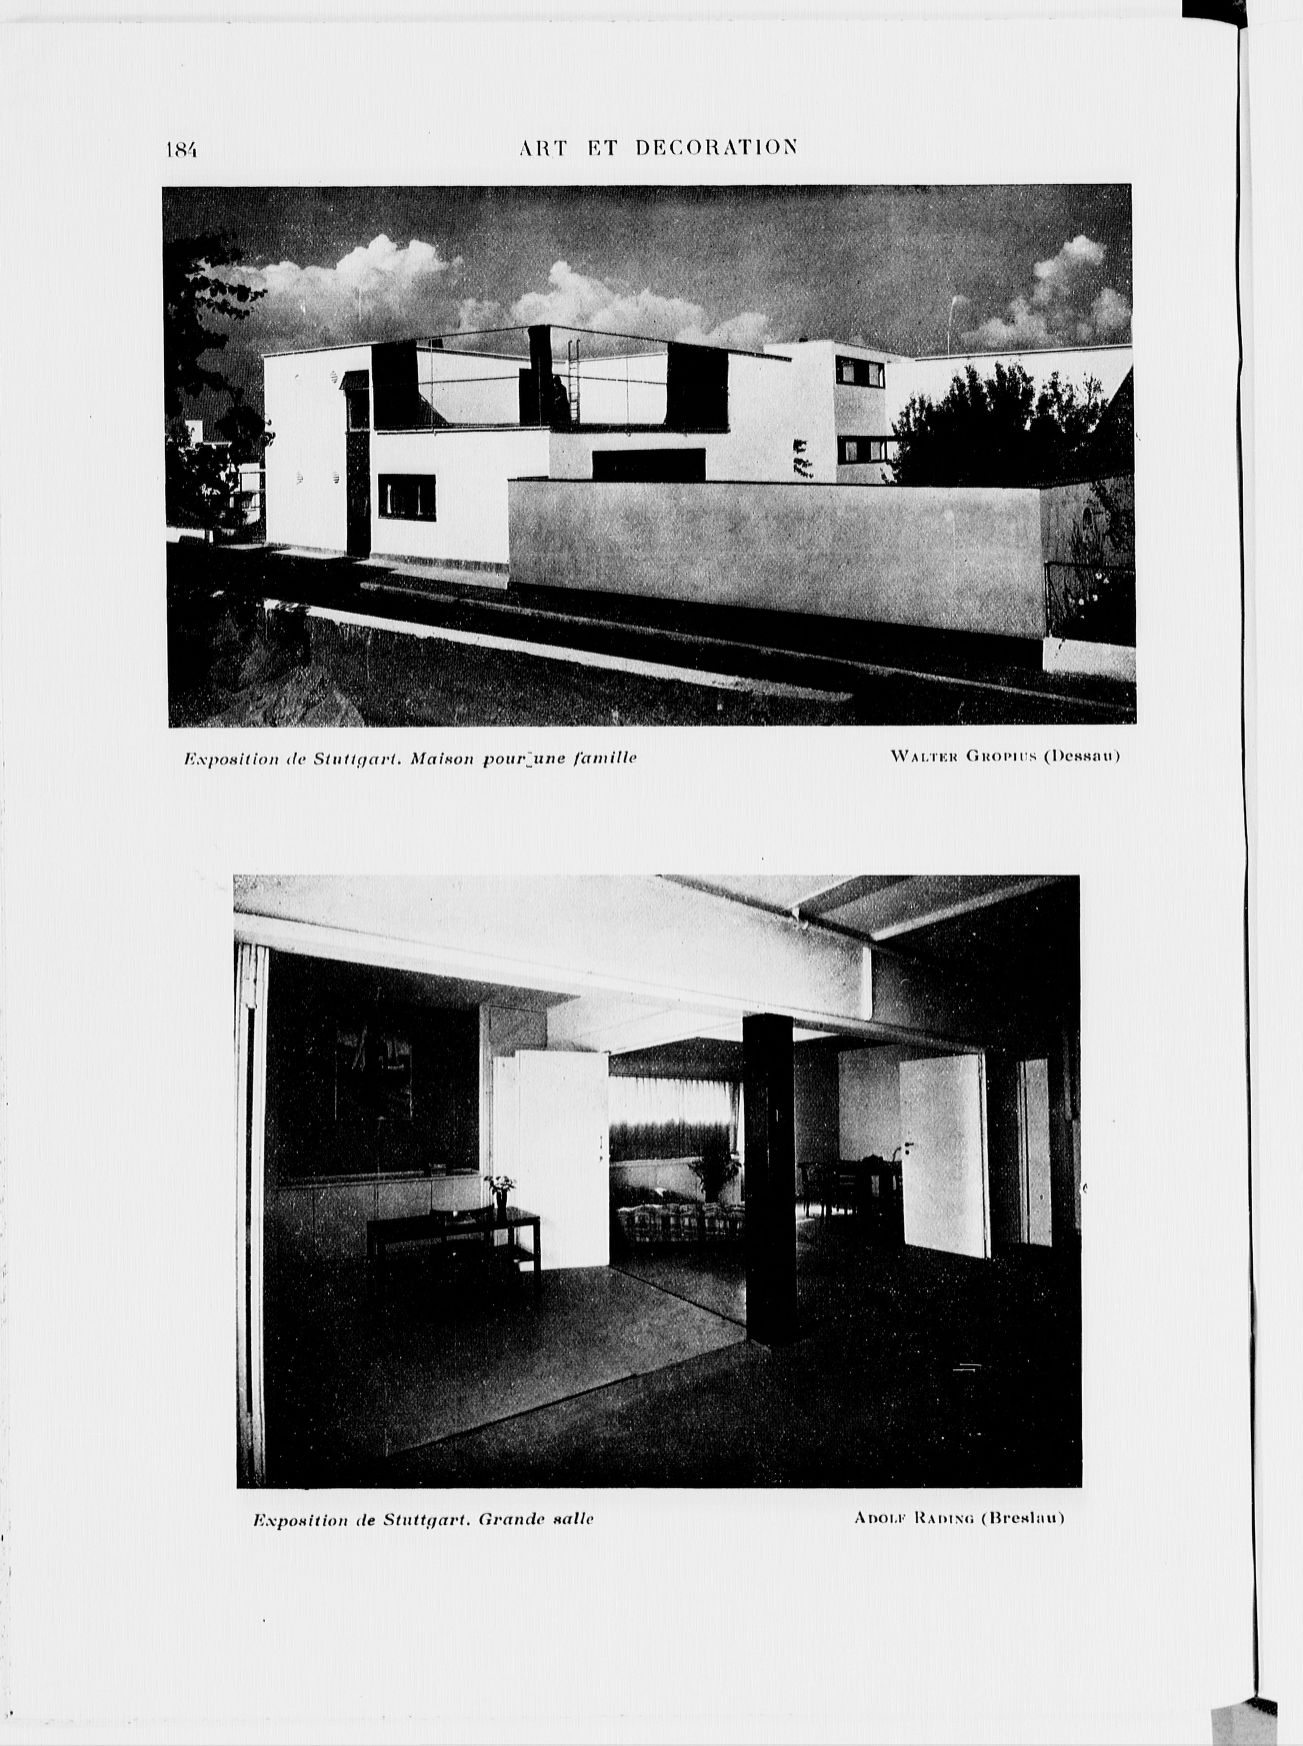 184
ART ET DECORATION
Exposition de Stuttgart. Maison pour une famille
WALTER GROPIUS (Dessau)
Exposition de Stuttgart. Grande salle
ADOLF RADING (Breslau)